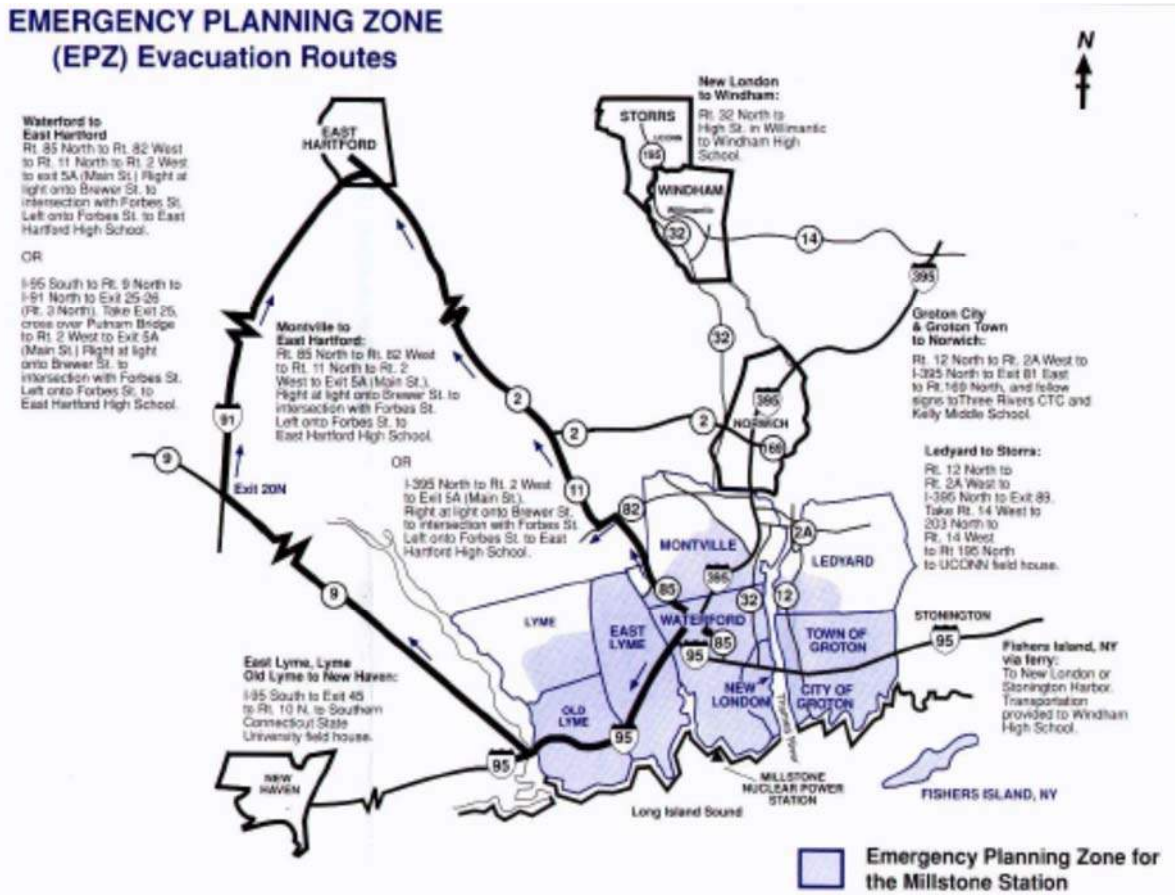 EMERGENCY PLANNING ZONE
(EPZ) Evacuation Routes
N
Waterford to
East Hartford
Rt. 85 North to Rt. 82 West
to Rt. 11 North to Rt. 2 West
to exit 5A (Main St.) Right at
light onto Brewer St. to
intersection with Forbes St.
Left onto Forbes St. to East
Hartford High School.
OR
I-95 South to Rt. 9 North to
I-91 North to Exit 25-26
(Rt. 3 North). Take Exit 25,
cross over Putnam Bridge
to Rt. 2 West to Exit 5A
(Main St.) Right at light
onto Brewer St. to
intersection with Forbes St.
Left onto Forbes St. to
East Hartford High School.
Montville to
East Hartford:
Rt. 85 North to Rt. 82 West
to Rt. 11 North to Rt. 2
West to Exit 5A (Main St.).
Right at light onto Brewer St. to
intersection with Forbes St.
Left onto Forbes St. to
East Hartford High School.
OR
I-395 North to Rt. 2 West
to Exit 5A (Main St.).
Right at light onto Brewer St.
to intersection with Forbes St.
Left onto Forbes St. to East
Hartford High School.
East Lyme, Lyme
Old Lyme to New Haven:
I-95 South to Exit 45
to Rt. 10 N. to Southern
Connecticut State
University field house.
New London
to Windham:
Rt. 32 North to
High St. in Willimantic
to Windham High
School.
Groton City
& Groton Town
to Norwich:
Rt. 12 North to Rt. 2A West to
I-395 North to Exit 81 East
to Rt.169 North, and follow
signs toThree Rivers CTC and
Kelly Middle School.
Ledyard to Storrs:
Rt. 12 North to
Rt. 2A West to
I-395 North to Exit 89.
Take Rt. 14 West to
203 North to
Rt. 14 West
to Rt 195 North
to UCONN field house.
Fishers Island, NY
via ferry:
To New London or
Stonington Harbor.
Transportation
provided to Windham
High School.
EAST
HARTFORD
STORRS
UCONN
195
WINDHAM
Willimantic
32
14
395
32
395
NORWICH
169
2
2
2
91
9
Exit 20N
11
82
2A
MONTVILLE
LEDYARD
395
85
32
12
LYME
EAST
LYME
WATERFORD
85
95
TOWN OF
GROTON
STONINGTON
95
9
OLD
LYME
NEW
LONDON
CITY OF
GROTON
Thames River
95
95
NEW
HAVEN
MILLSTONE
NUCLEAR POWER
STATION
Long Island Sound
FISHERS ISLAND, NY
Emergency Planning Zone for
the Millstone Station